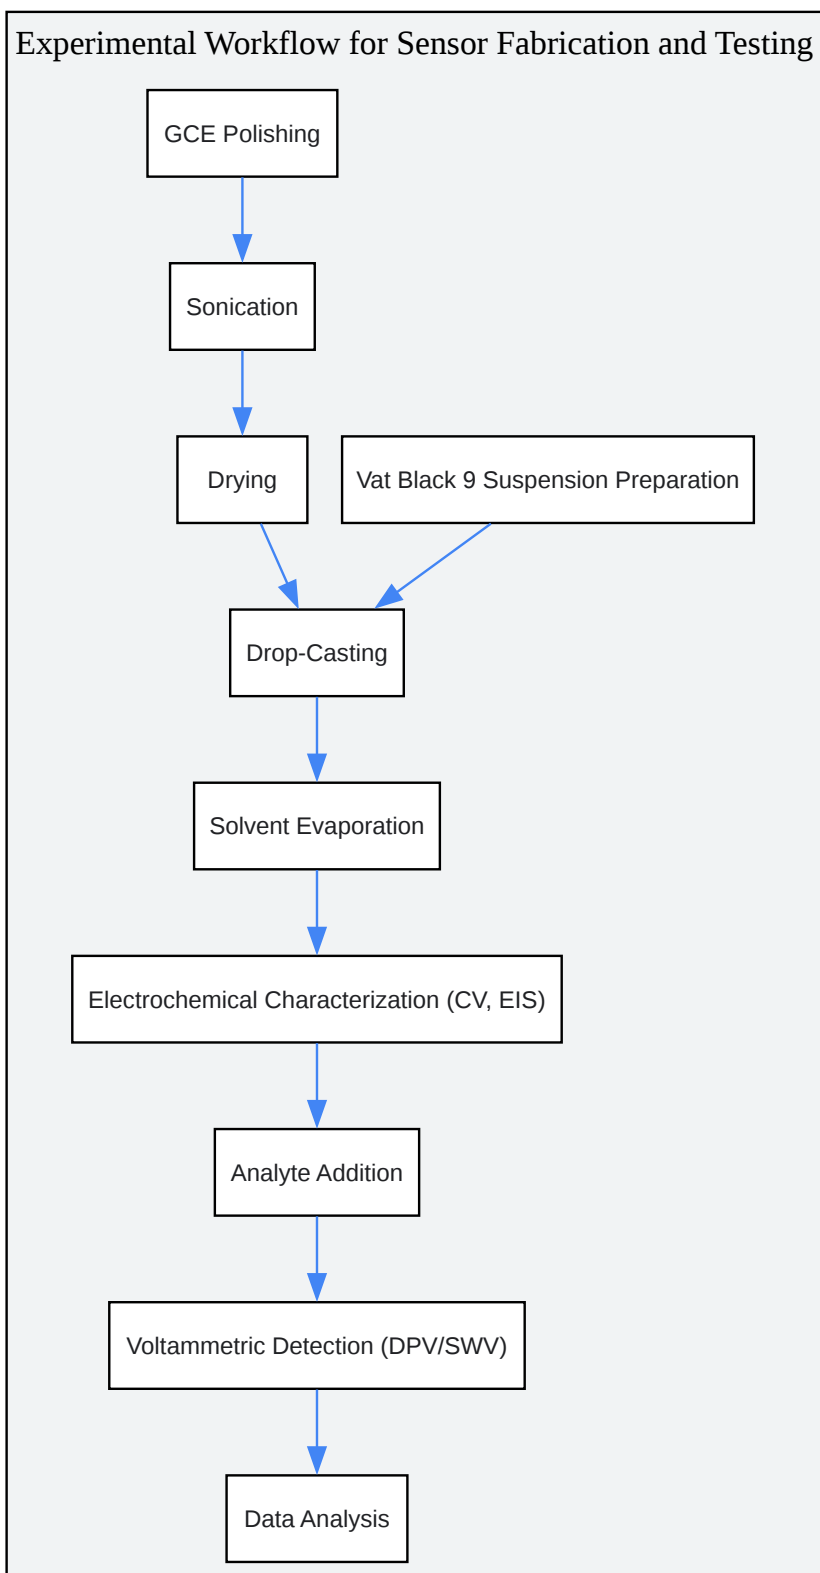 Experimental Workflow for Sensor Fabrication and Testing
GCE Polishing
Sonication
Drying
Vat Black 9 Suspension Preparation
Drop-Casting
Solvent Evaporation
Electrochemical Characterization (CV, EIS)
Analyte Addition
Voltammetric Detection (DPV/SWV)
Data Analysis